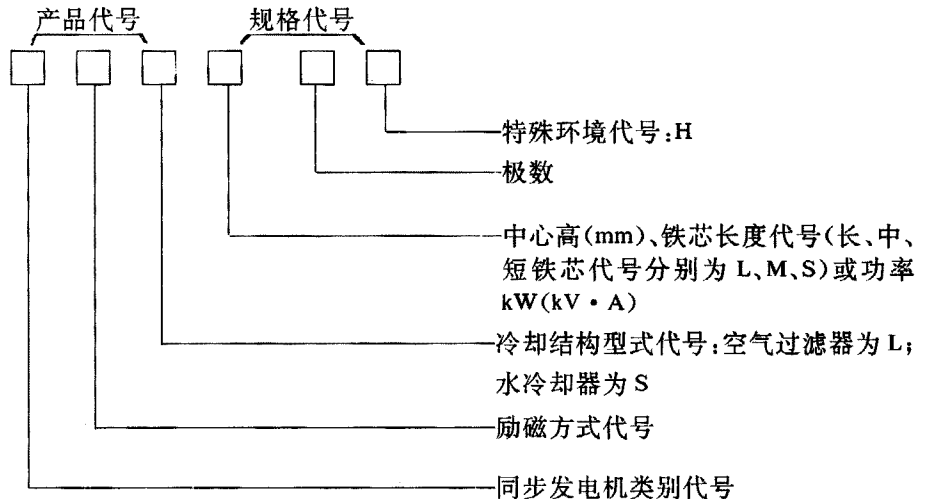 产品代号 规格代号
特殊环境代号:H
极数
中心高(mm)、铁芯长度代号(长、中、
短铁芯代号分别为 L、M、S)或功率
kW(kV·A)
冷却结构型式代号:空气过滤器为 L;
水冷却器为 S
励磁方式代号
同步发电机类别代号